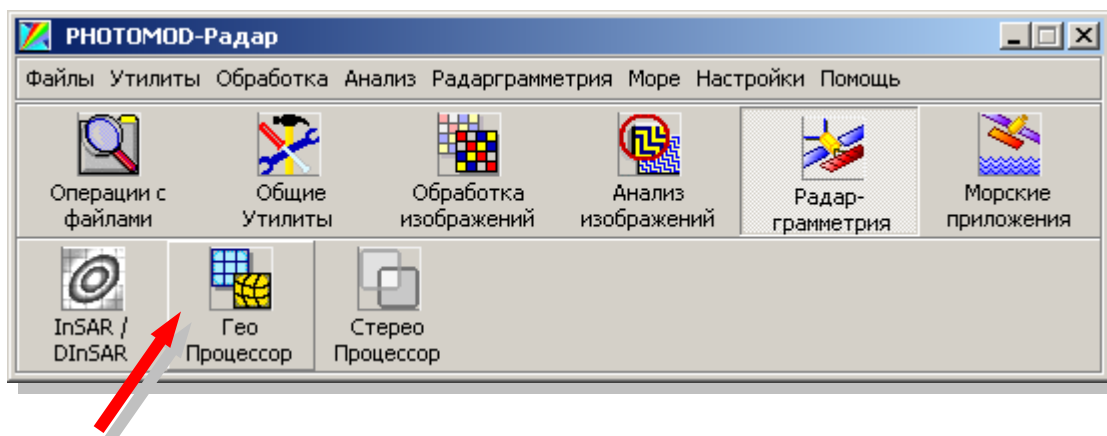 PHOTOMOD-Радар
Файлы Утилиты Обработка Анализ Радарграмметрия Море Настройки Помощь
Операции с файлами
Общие Утилиты
Обработка изображений
Анализ изображений
Радар-
грамметрия
Морские приложения
InSAR /
DInSAR
Гео
Процессор
Стерео
Процессор